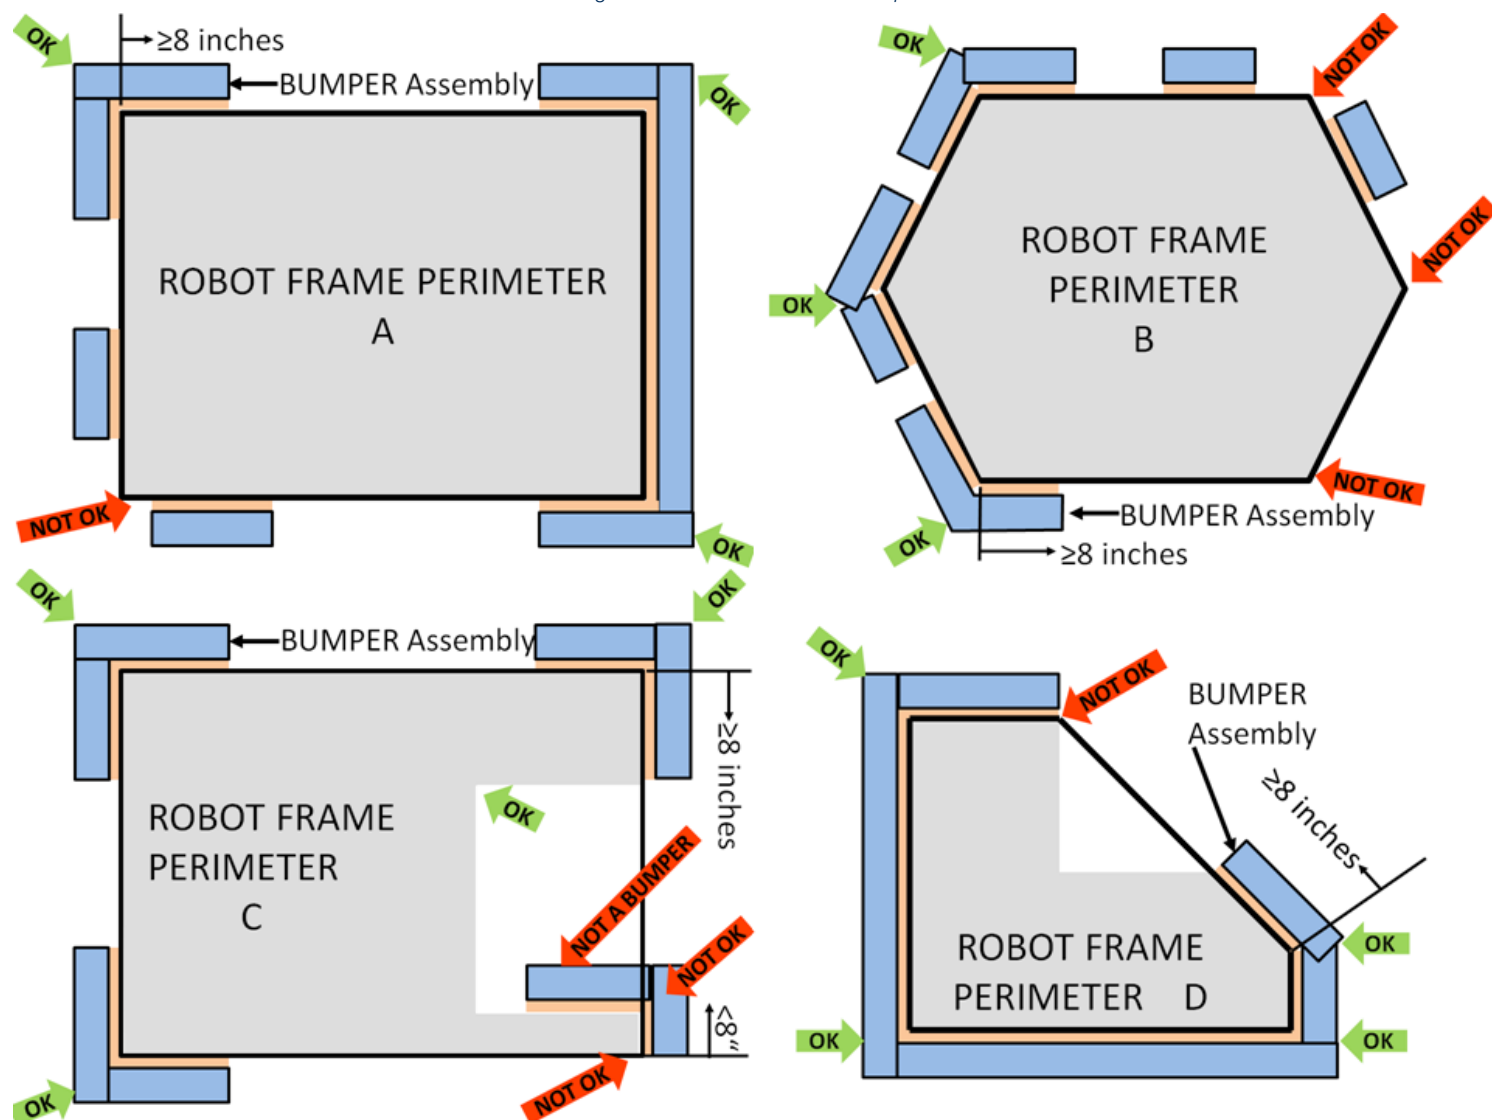 OK
≥8 inches
BUMPER Assembly
OK
ROBOT FRAME PERIMETER
A
NOT OK
OK
OK
NOT OK
ROBOT FRAME
PERIMETER
B
NOT OK
OK
NOT OK
BUMPER Assembly
OK
≥8 inches
OK
OK
BUMPER Assembly
≥8 inches
OK
ROBOT FRAME
PERIMETER
C
NOT A BUMPER
NOT OK
<8“
NOT OK
OK
OK
NOT OK
BUMPER
Assembly
≥8 inches
ROBOT FRAME
PERIMETER D
OK
OK
OK